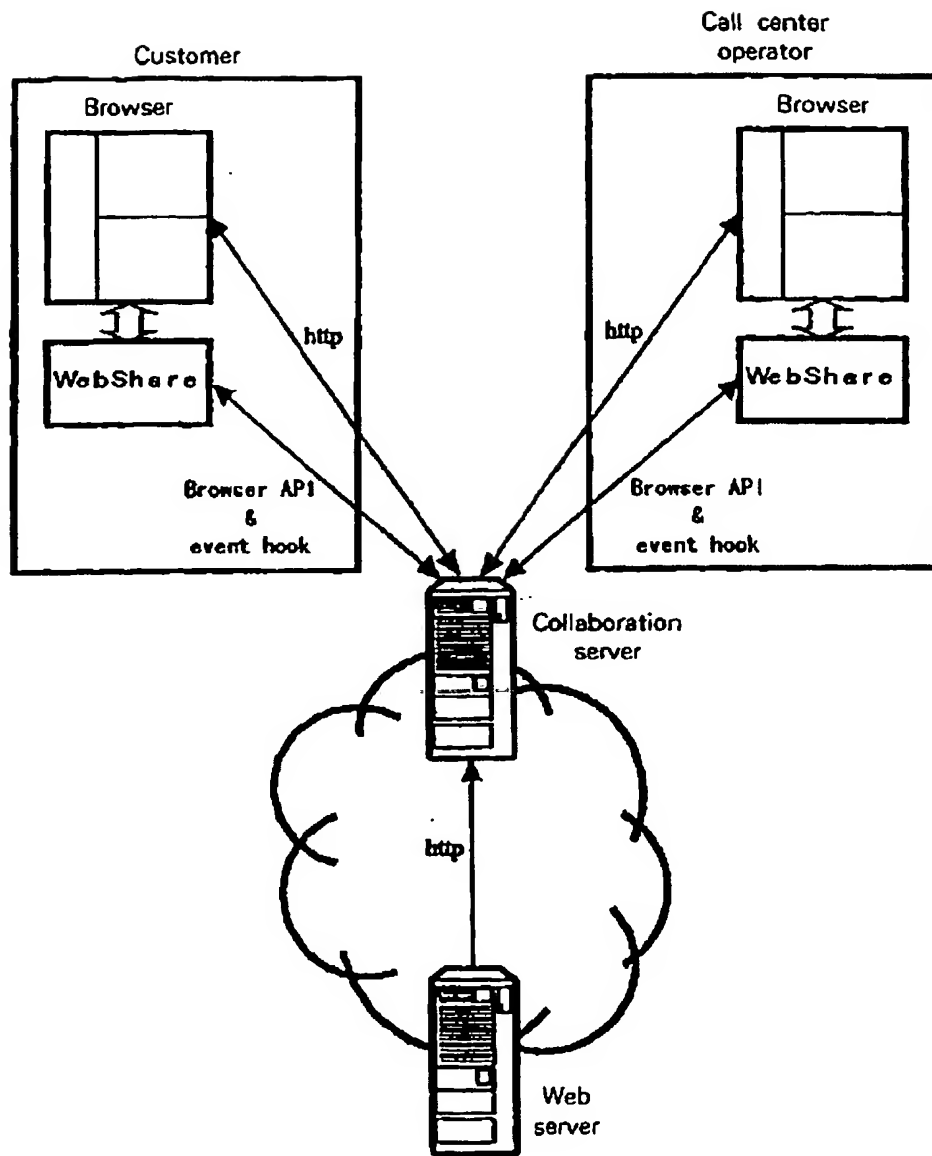 Customer
Call center
operator
Browser
Browser
http
http
WebShare
WebShare
Browser API
&
event hook
Browser API
&
event hook
Collaboration
server
http
Web
server